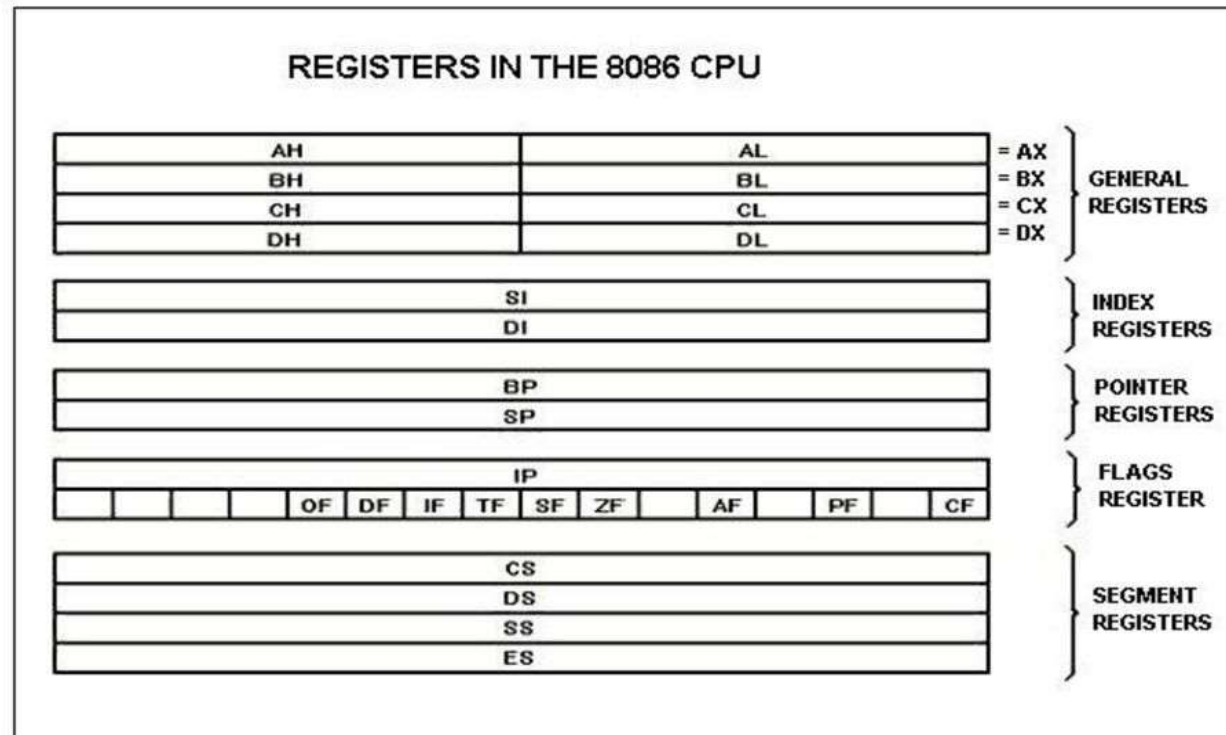 REGISTERS IN THE 8086 CPU
AH AL = AX
BH BL = BX
CH CL = CX
DH DL = DX
GENERAL
REGISTERS
SI
DI
INDEX
REGISTERS
BP
SP
POINTER
REGISTERS
IP
OF DF IF TF SF ZF AF PF CF
FLAGS
REGISTER
CS
DS
SS
ES
SEGMENT
REGISTERS